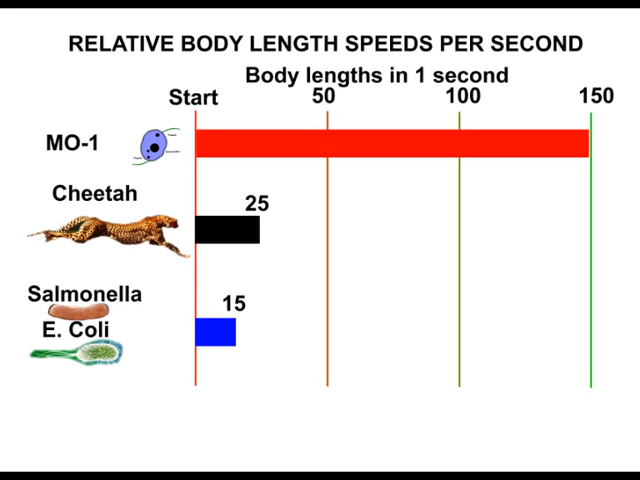 RELATIVE BODY LENGTH SPEEDS PER SECOND
Body lengths in 1 second
Start 50 100 150
MO-1
Cheetah
25
Salmonella
15
E. Coli